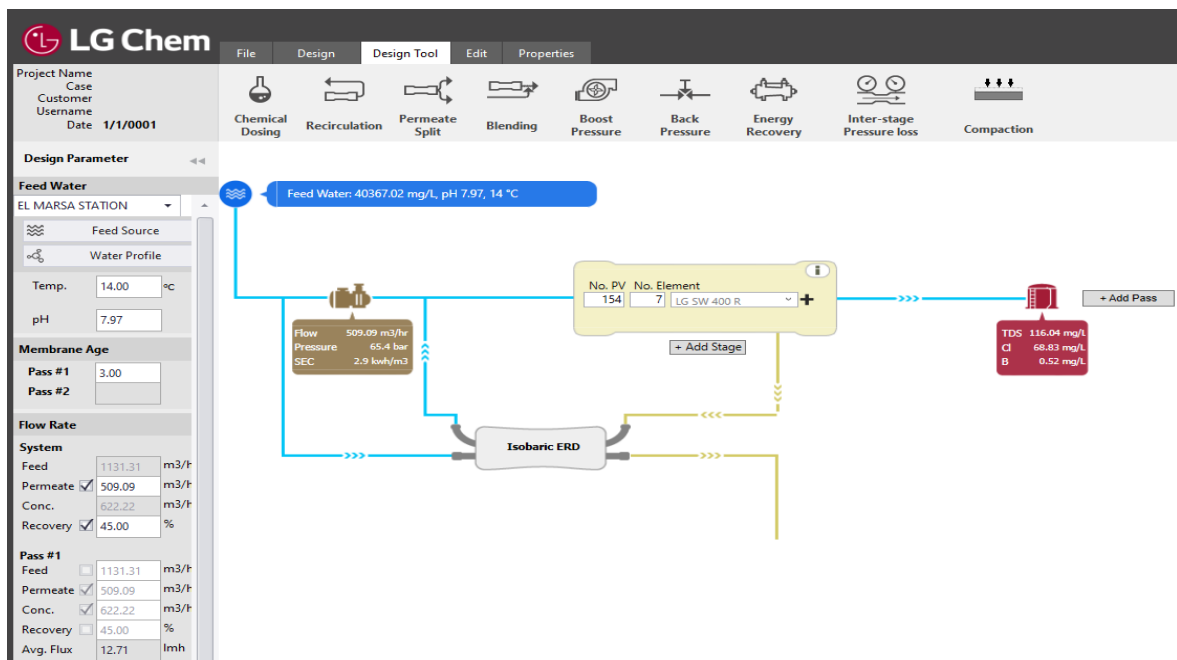 LG Chem
File Design Design Tool Edit Properties
Project Name
Case
Customer
Username
Date 1/1/0001
Chemical Dosing
Recirculation
Permeate Split
Blending
Boost Pressure
Back Pressure
Energy Recovery
Inter-stage Pressure loss
Compaction
Design Parameter
Feed Water
EL MARSA STATION
Feed Source
Water Profile
Temp. 14.00 ºC
pH 7.97
Membrane Age
Pass #1 3.00
Pass #2
Flow Rate
System
Feed 1131.31 m3/h
Permeate 509.09 m3/h
Conc. 622.22 m3/h
Recovery 45.00 %
Pass #1
Feed 1131.31 m3/h
Permeate 509.09 m3/h
Conc. 622.22 m3/h
Recovery 45.00 %
Avg. Flux 12.71 lmh
Feed Water: 40367.02 mg/L, pH 7.97, 14 °C
Flow 509.09 m3/hr
Pressure 65.4 bar
SEC 2.9 kwh/m3
i
No. PV No. Element
154 7 LG SW 400 R
+ Add Stage
+ Add Pass
TDS 116.04 mg/L
Cl 68.83 mg/L
B 0.52 mg/L
Isobaric ERD